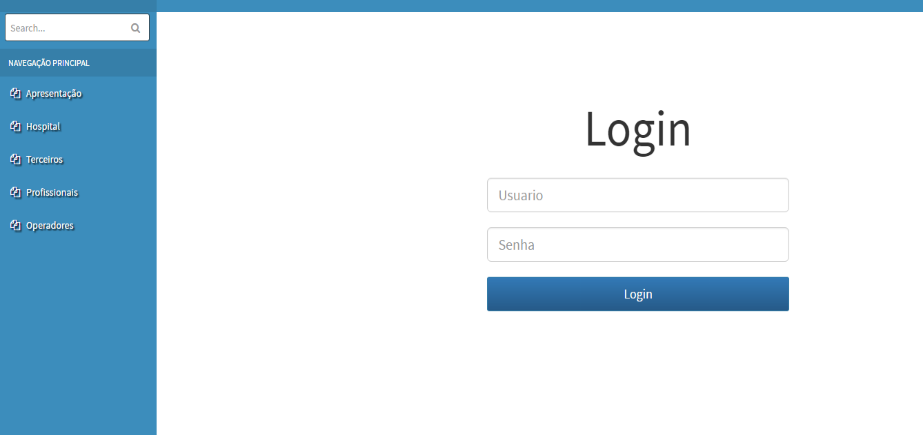 Search...
NAVEGAÇÃO PRINCIPAL
Apresentação
Hospital
Terceiros
Profissionais
Operadores
Login
Usuario
Senha
Login